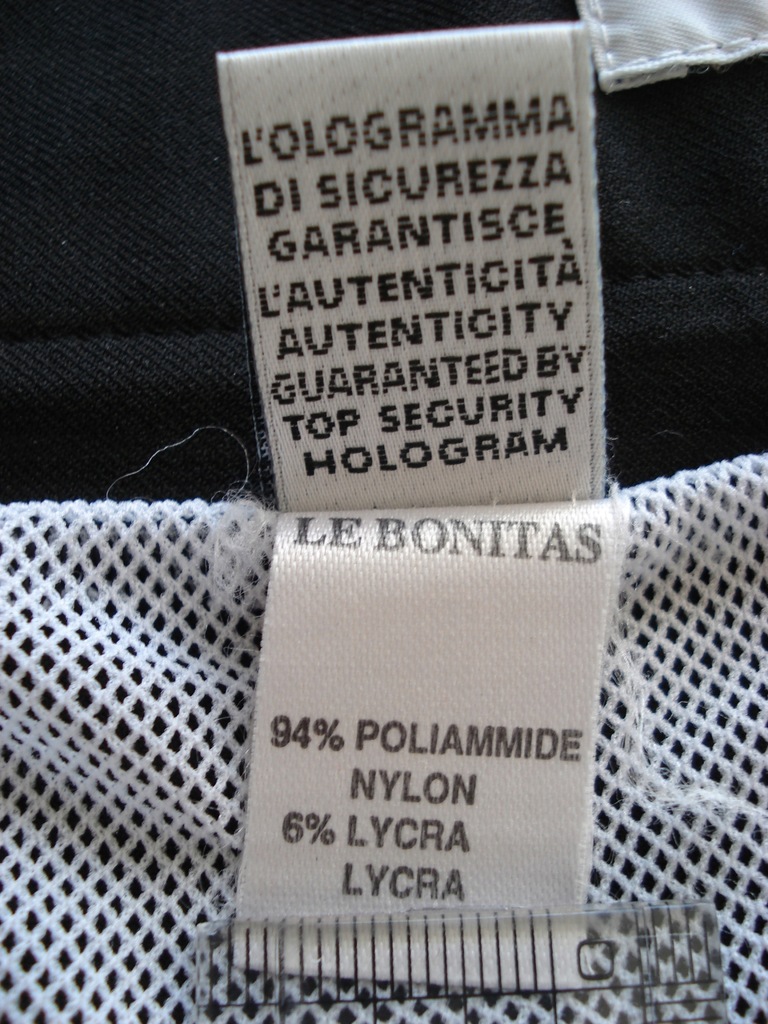 L'OLOGRAMMA
DI SICUREZZA
GARANTISCE
L'AUTENTICITÀ
AUTENTICITY
GUARANTEED BY
TOP SECURITY
HOLOGRAM
LE BONITAS
94% POLIAMMIDE
NYLON
6% LYCRA
LYCRA